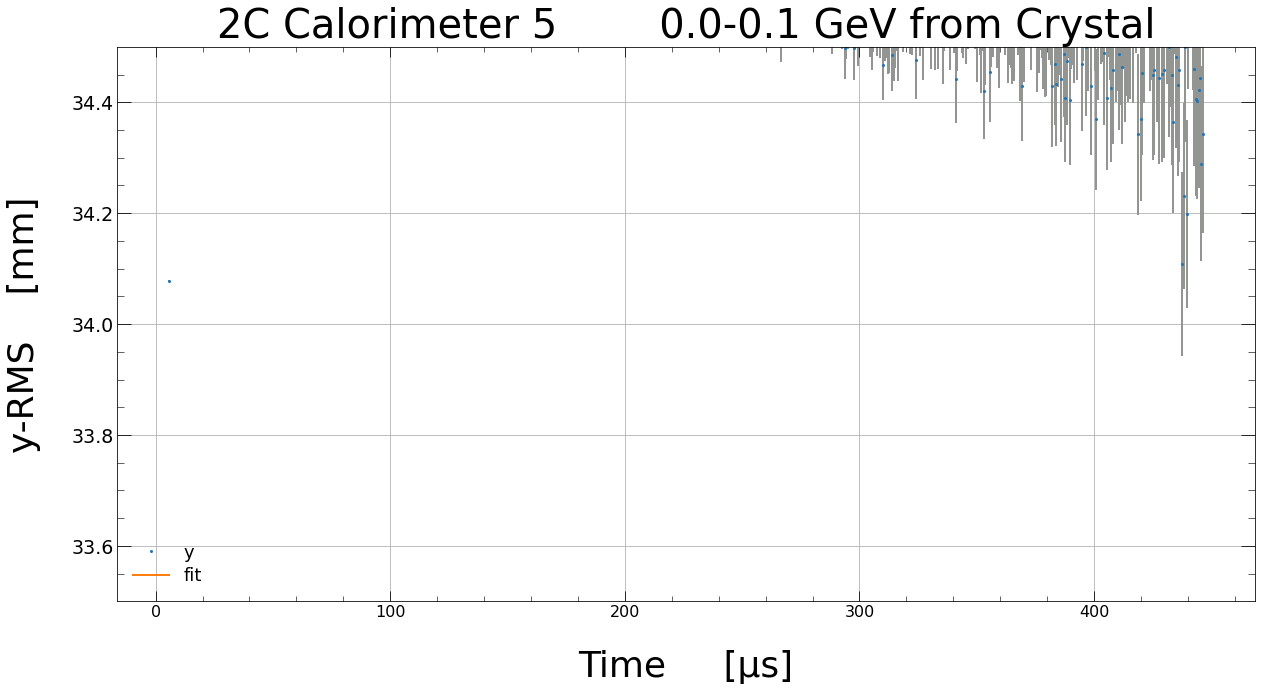 2C Calorimeter 5 0.0-0.1 GeV from Crystal
y-RMS [mm]
34.4
34.2
34.0
33.8
33.6
y
fit
0 100 200 300 400
Time [µs]